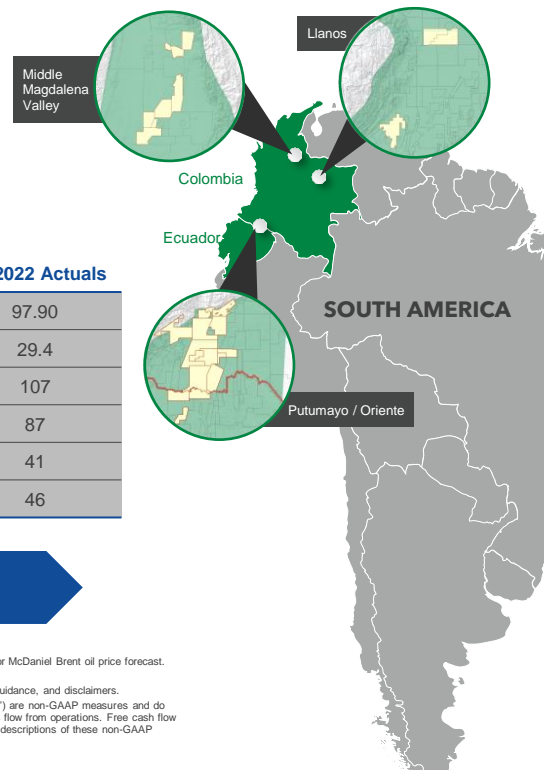 Middle
Magdalena
Valley
Llanos
Colombia
Ecuador
SOUTH AMERICA
Putumayo / Oriente
2022 Actuals
97.90
29.4
107
87
41
46
or McDaniel Brent oil price forecast.
uidance, and disclaimers.
") are non-GAAP measures and do
flow from operations. Free cash flow
descriptions of these non-GAAP